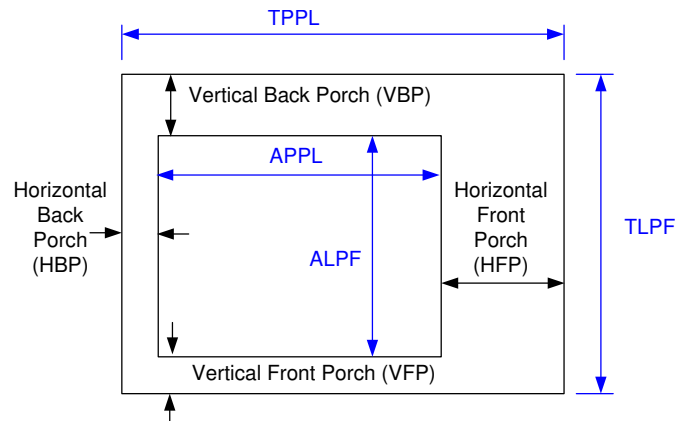 TPPL
Vertical Back Porch (VBP)
APPL
Horizontal
Back
Porch
(HBP)
Horizontal
Front
Porch
(HFP)
TLPF
ALPF
Vertical Front Porch (VFP)